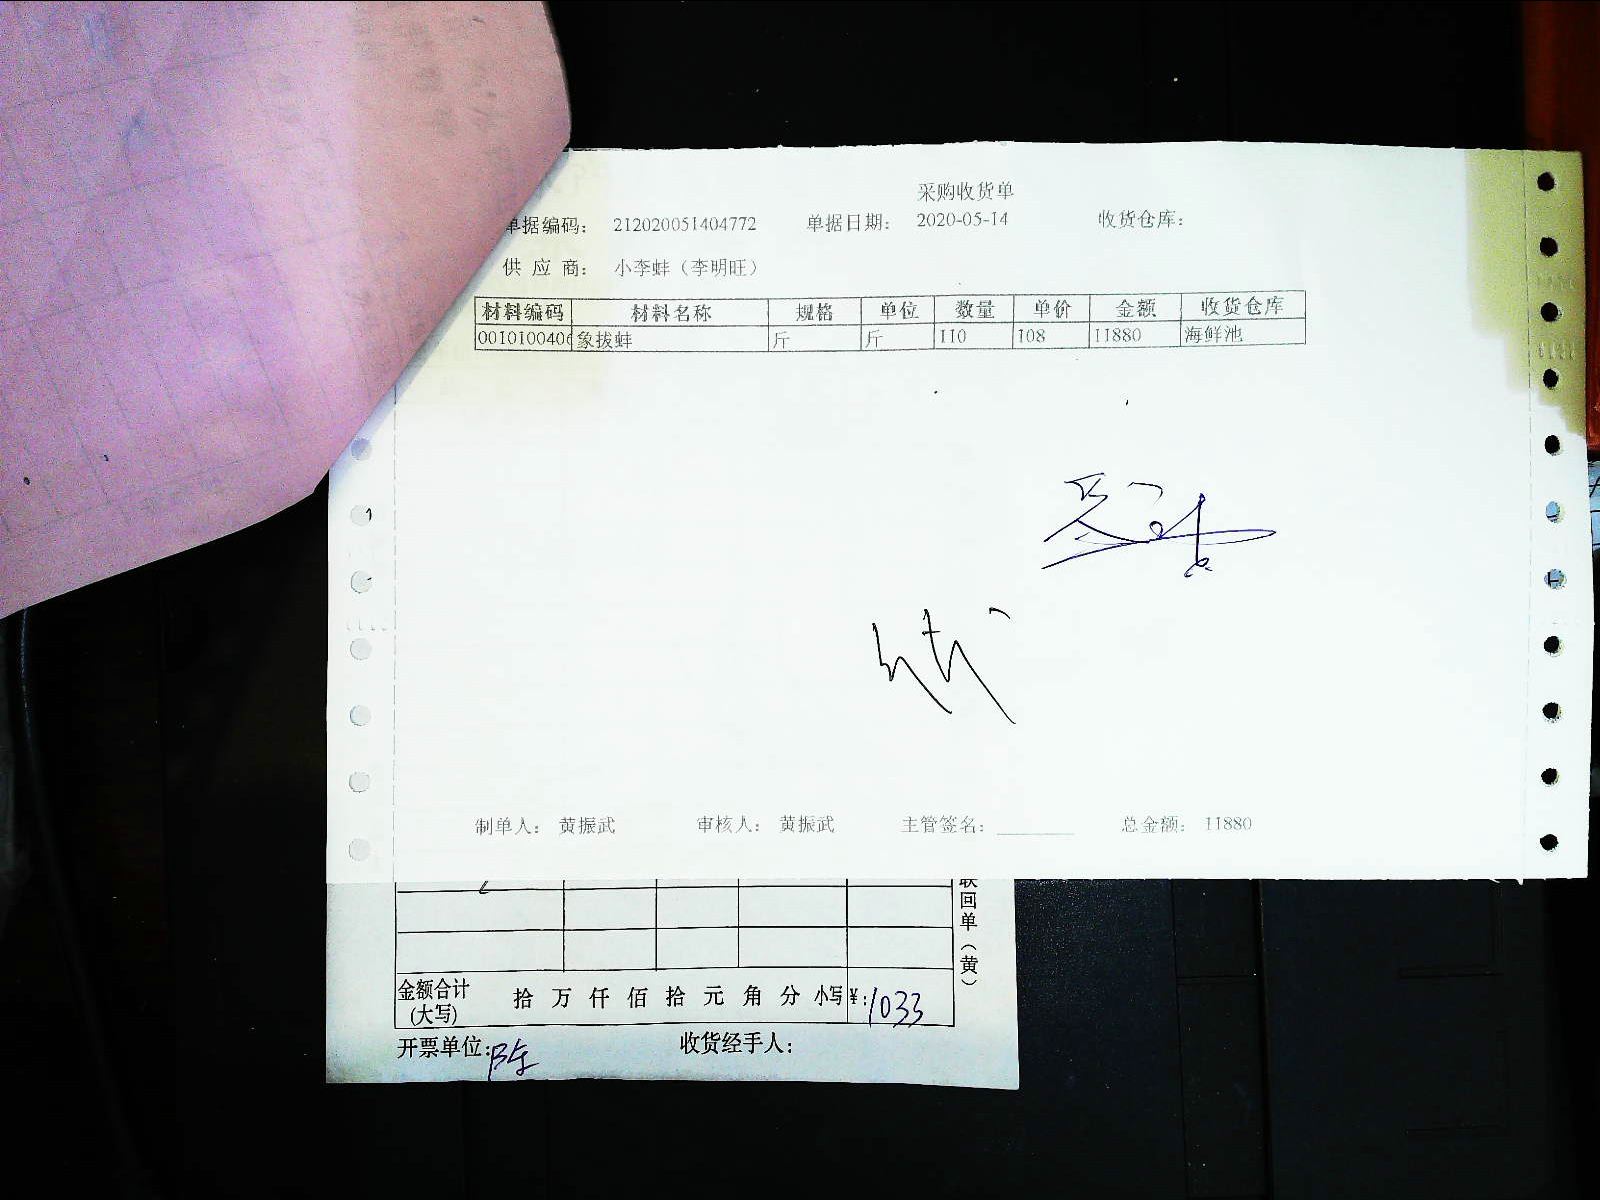 采购收货单
单据编码： 212020051404772 单据日期： 2020-05-14 收货仓库：
供 应 商： 小李蚌（李明旺）
材料编码 材料名称 规格 单位 数量 单价 金额 收货仓库
001010040 象拔蚌 斤 斤 110 108 11880 海鲜池
制单人： 黄振武 审核人： 黄振武 主管签名：________ 总金额： 11880
联回单（黄）
金额合计(大写) 拾 万 仟 佰 拾 元 角 分 小写¥:1033
开票单位:陈 收货经手人: